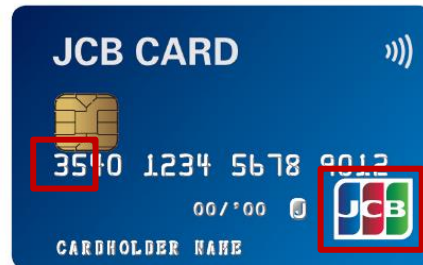 JCB CARD
3540 1234 5678 9012
00/'00 J
JCB
CARDHOLDER NAME